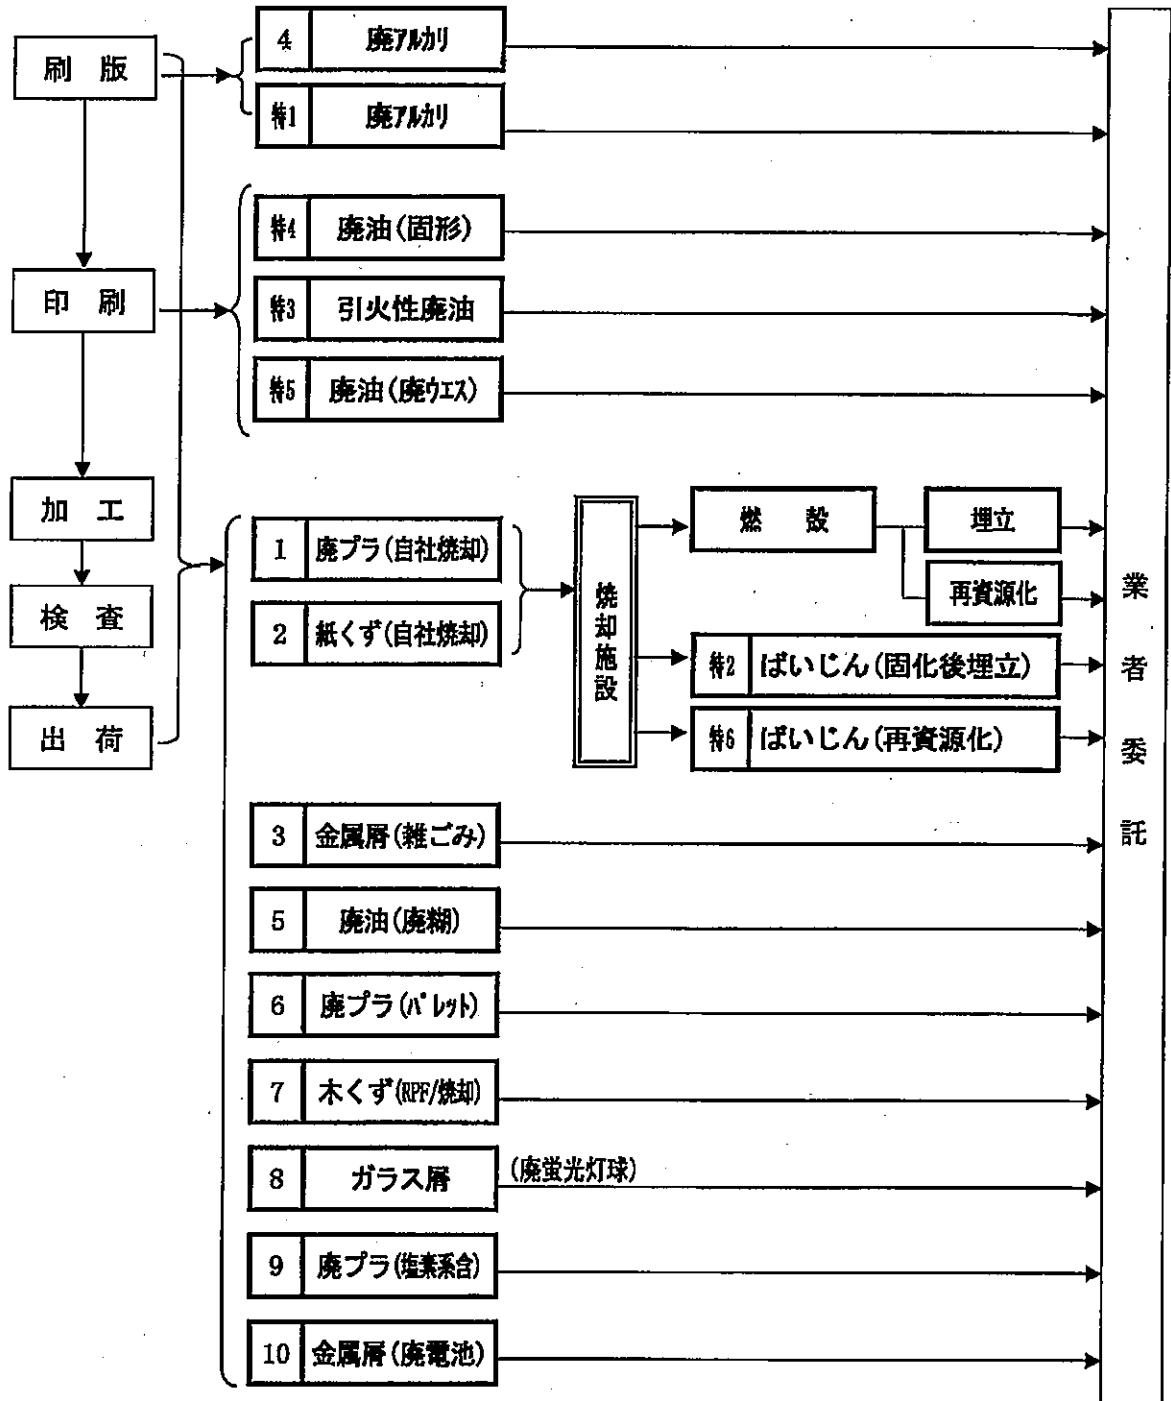 刷 版
印 刷
加 工
検 査
出 荷
4 廃アルカリ
特1 廃アルカリ
特4 廃油(固形)
特3 引火性廃油
特5 廃油(廃ウエス)
1 廃プラ(自社焼却)
2 紙くず(自社焼却)
焼却施設
燃 殻
埋立
再資源化
特2 ばいじん(固化後埋立)
特6 ばいじん(再資源化)
3 金属屑(雑ごみ)
5 廃油(廃糊)
6 廃プラ(パレット)
7 木くず(RPF/焼却)
8 ガラス屑 (廃蛍光灯球)
9 廃プラ(塩素系含)
10 金属屑(廃電池)
業者委託